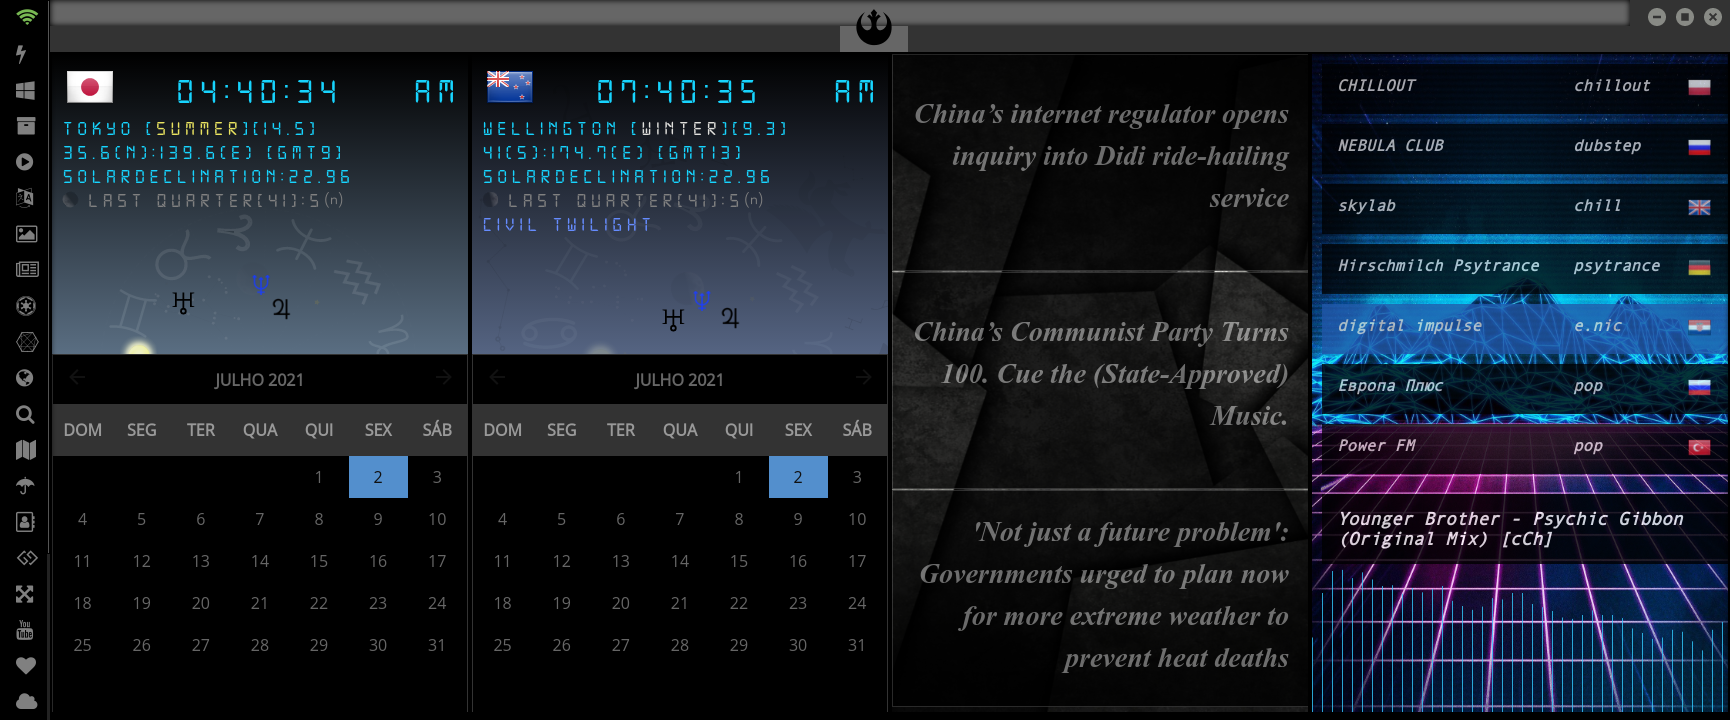 04:40:34 AM
TOKYO [SUMMER][14.5]
35.6(N):139.6(E) [GMT9]
SOLARDECLINATION:22.96
LAST QUARTER(41):5(n)
JULHO 2021
DOM SEG TER QUA QUI SEX SÁB
1 2 3
4 5 6 7 8 9 10
11 12 13 14 15 16 17
18 19 20 21 22 23 24
25 26 27 28 29 30 31
07:40:35 AM
WELLINGTON [WINTER][9.3]
41(S):174.7(E) [GMT13]
SOLARDECLINATION:22.96
LAST QUARTER(41):5(n)
CIVIL TWILIGHT
JULHO 2021
DOM SEG TER QUA QUI SEX SÁB
1 2 3
4 5 6 7 8 9 10
11 12 13 14 15 16 17
18 19 20 21 22 23 24
25 26 27 28 29 30 31
China’s internet regulator opens
inquiry into Didi ride-hailing
service
China’s Communist Party Turns
100. Cue the (State-Approved)
Music.
'Not just a future problem':
Governments urged to plan now
for more extreme weather to
prevent heat deaths
CHILLOUT chillout
NEBULA CLUB dubstep
skylab chill
Hirschmilch Psytrance psytrance
digital impulse e.nic
Европа Плюс pop
Power FM pop
Younger Brother - Psychic Gibbon
(Original Mix) [cCh]
You
Tube